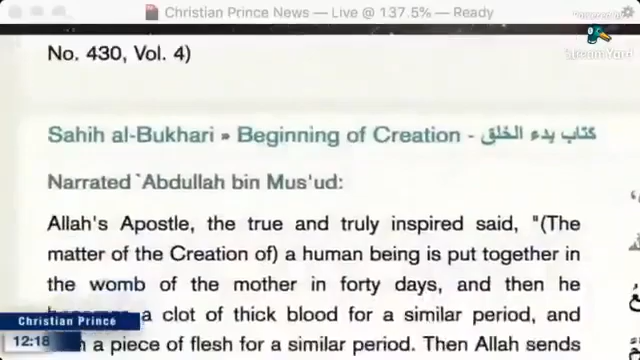 Christian Prince News — Live @ 137.5% — Ready
Powered by
StreamYard
No. 430, Vol. 4)
Sahih al-Bukhari » Beginning of Creation - كتاب بدء الخلق
Narrated `Abdullah bin Mus'ud:
Allah's Apostle, the true and truly inspired said, "(The
matter of the Creation of) a human being is put together in
the womb of the mother in forty days, and then he
a clot of thick blood for a similar period, and
a piece of flesh for a similar period. Then Allah sends
Christian Prince
12:18